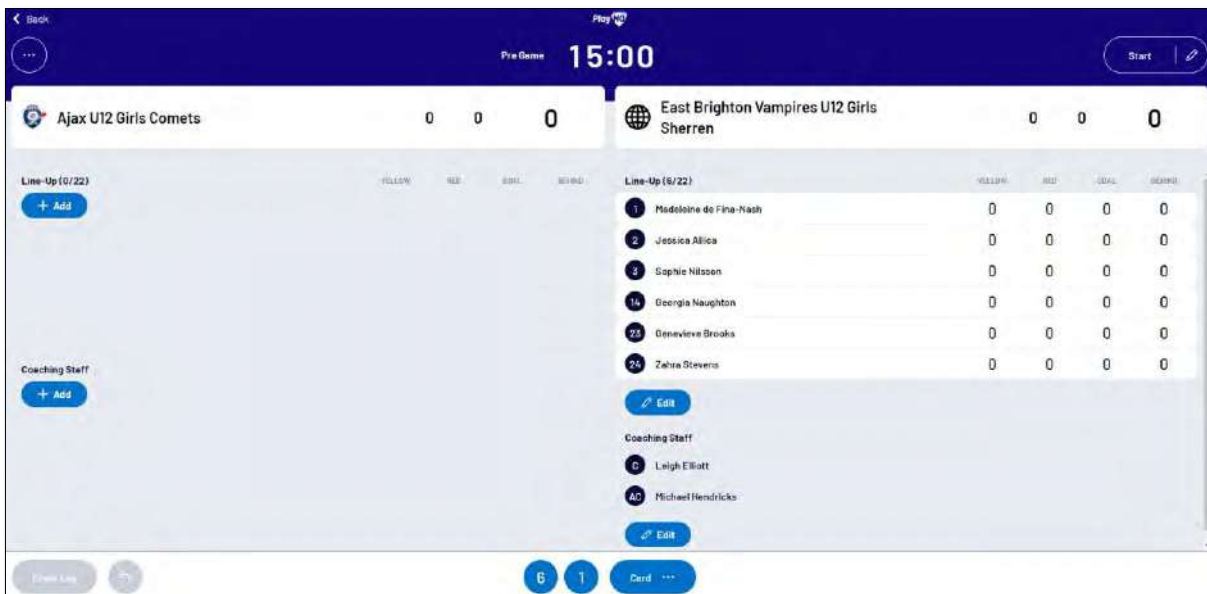 Back
PlayHQ
Pre Game 15:00
Start
Ajax U12 Girls Comets 0 0 0
East Brighton Vampires U12 Girls
Sherren 0 0 0
Line-Up (0/22) YELLOW RED GOAL BEHIND
+ Add
Coaching Staff
+ Add
Line-Up (6/22) YELLOW RED GOAL BEHIND
1 Madeleine de Fina-Nash 0 0 0 0
2 Jessica Allica 0 0 0 0
3 Sophie Nilsson 0 0 0 0
14 Georgia Naughton 0 0 0 0
23 Genevieve Brooks 0 0 0 0
24 Zahra Stevens 0 0 0 0
Edit
Coaching Staff
C Leigh Elliott
AC Michael Hendricks
Edit
6 1 Card ...